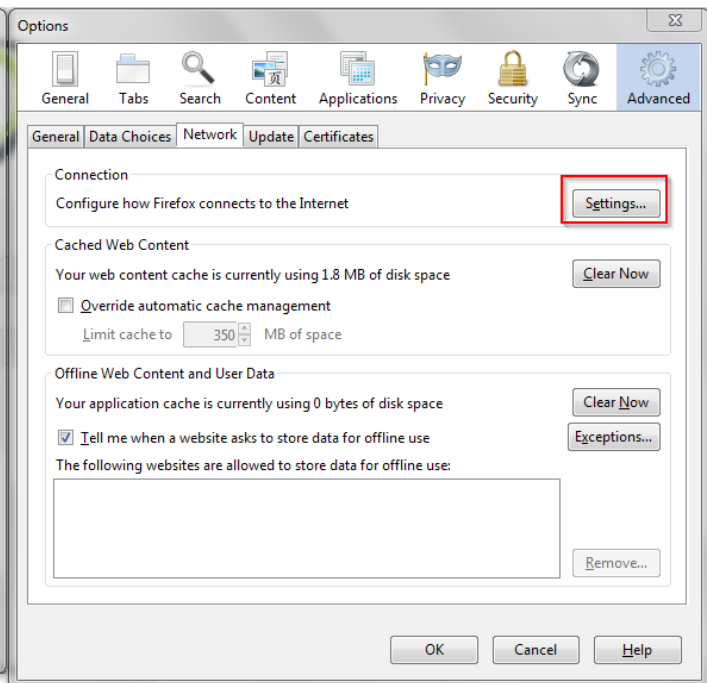 Options
General Tabs Search Content Applications Privacy Security Sync Advanced
页
General Data Choices Network Update Certificates
Connection
Configure how Firefox connects to the Internet Settings...
Cached Web Content
Your web content cache is currently using 1.8 MB of disk space Clear Now
Override automatic cache management
Limit cache to 350 MB of space
Offline Web Content and User Data
Your application cache is currently using 0 bytes of disk space Clear Now
Tell me when a website asks to store data for offline use Exceptions...
The following websites are allowed to store data for offline use:
Remove...
OK Cancel Help